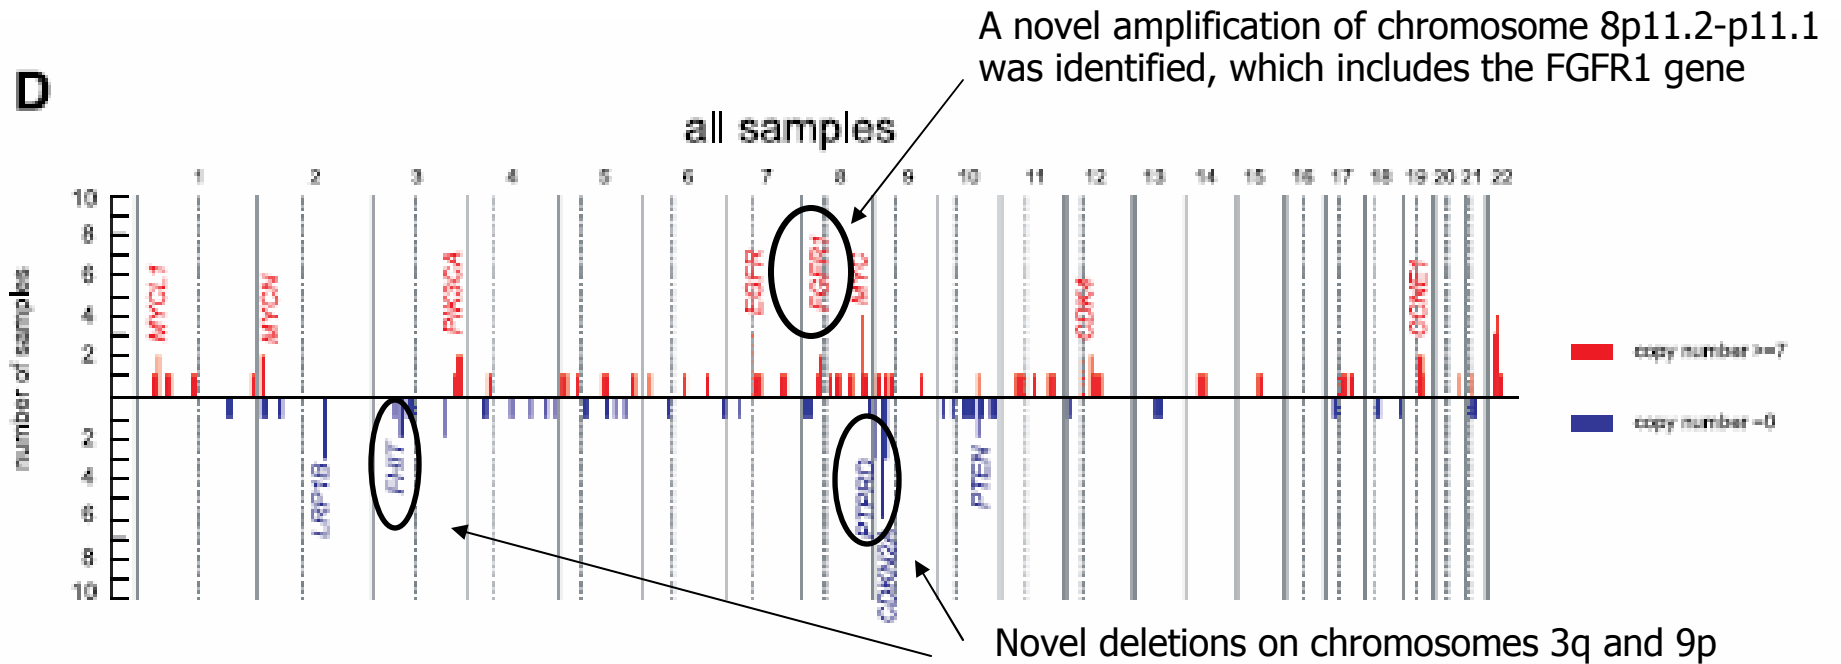 A novel amplification of chromosome 8p11.2-p11.1
was identified, which includes the FGFR1 gene
D
all samples
1 2 3 4 5 6 7 8 9 10 11 12 13 14 15 16 17 18 19 20 21 22
10
8
6
4
2
2
4
6
8
10
number of samples
MYCL1
MYCN
PIK3CA
EGFR
FGFR1
MYC
CDK4
CCNE1
LRP1B
FHIT
PTPRD
CDKN2A
PTEN
copy number >=7
copy number =0
Novel deletions on chromosomes 3q and 9p